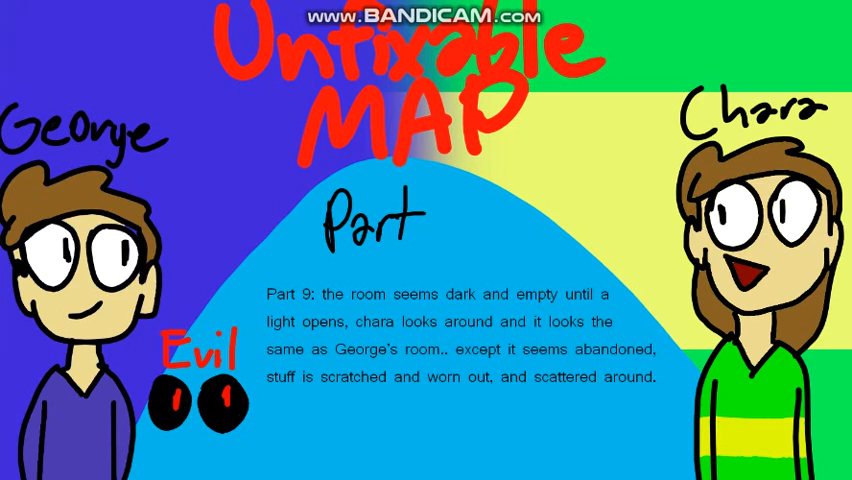 www.BANDICAM.com
Unfixable
MAP
George
Chara
Part
Part 9: the room seems dark and empty until a
light opens, chara looks around and it looks the
same as George's room.. except it seems abandoned,
stuff is scratched and worn out, and scattered around.
Evil